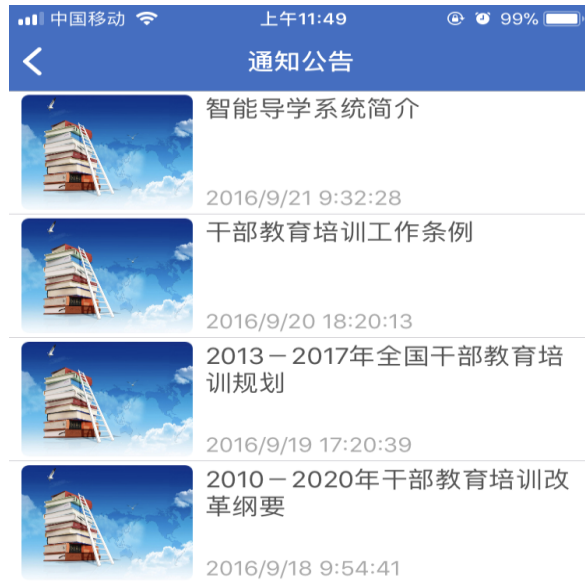 中国移动 上午11:49 99%
通知公告
智能导学系统简介
2016/9/21 9:32:28
干部教育培训工作条例
2016/9/20 18:20:13
2013－2017年全国干部教育培
训规划
2016/9/19 17:20:39
2010－2020年干部教育培训改
革纲要
2016/9/18 9:54:41